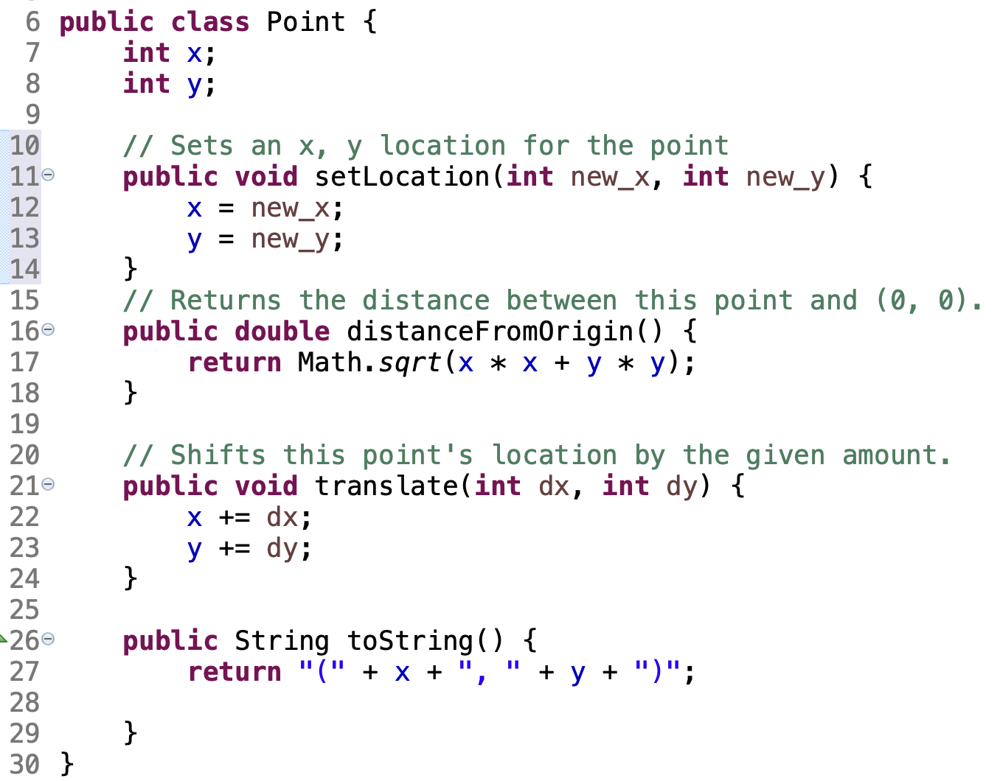 6 public class Point {
7     int x;
8     int y;
9
10     // Sets an x, y location for the point
11     public void setLocation(int new_x, int new_y) {
12         x = new_x;
13         y = new_y;
14     }
15     // Returns the distance between this point and (0, 0).
16     public double distanceFromOrigin() {
17         return Math.sqrt(x * x + y * y);
18     }
19
20     // Shifts this point's location by the given amount.
21     public void translate(int dx, int dy) {
22         x += dx;
23         y += dy;
24     }
25
26     public String toString() {
27         return "(" + x + ", " + y + ")";
28
29     }
30 }